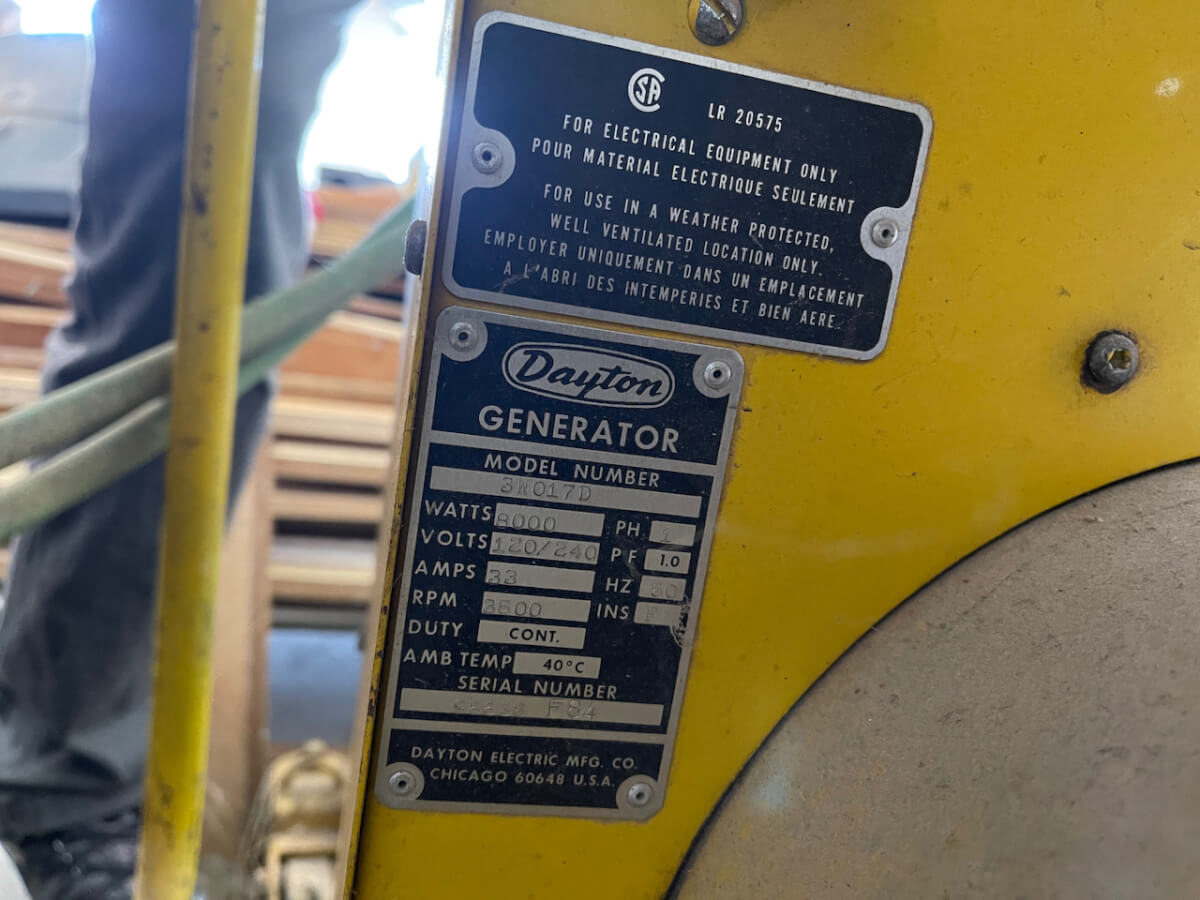 CSA LR 20575
FOR ELECTRICAL EQUIPMENT ONLY
POUR MATERIAL ELECTRIQUE SEULEMENT
FOR USE IN A WEATHER PROTECTED,
WELL VENTILATED LOCATION ONLY.
EMPLOYER UNIQUEMENT DANS UN EMPLACEMENT
A L'ABRI DES INTEMPERIES ET BIEN AERE.
Dayton
GENERATOR
MODEL NUMBER
3W017D
WATTS 8000 PH. 1
VOLTS 120/240 PF 1.0
AMPS 33 HZ 60
RPM 3600 INS
DUTY CONT.
AMB TEMP 40°C
SERIAL NUMBER
F84
DAYTON ELECTRIC MFG. CO.
CHICAGO 60648 U.S.A.